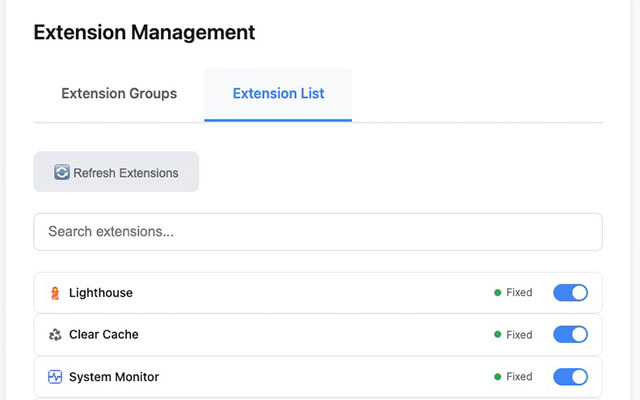 Extension Management
Extension Groups
Extension List
Refresh Extensions
Search extensions...
Lighthouse Fixed
Clear Cache Fixed
System Monitor Fixed